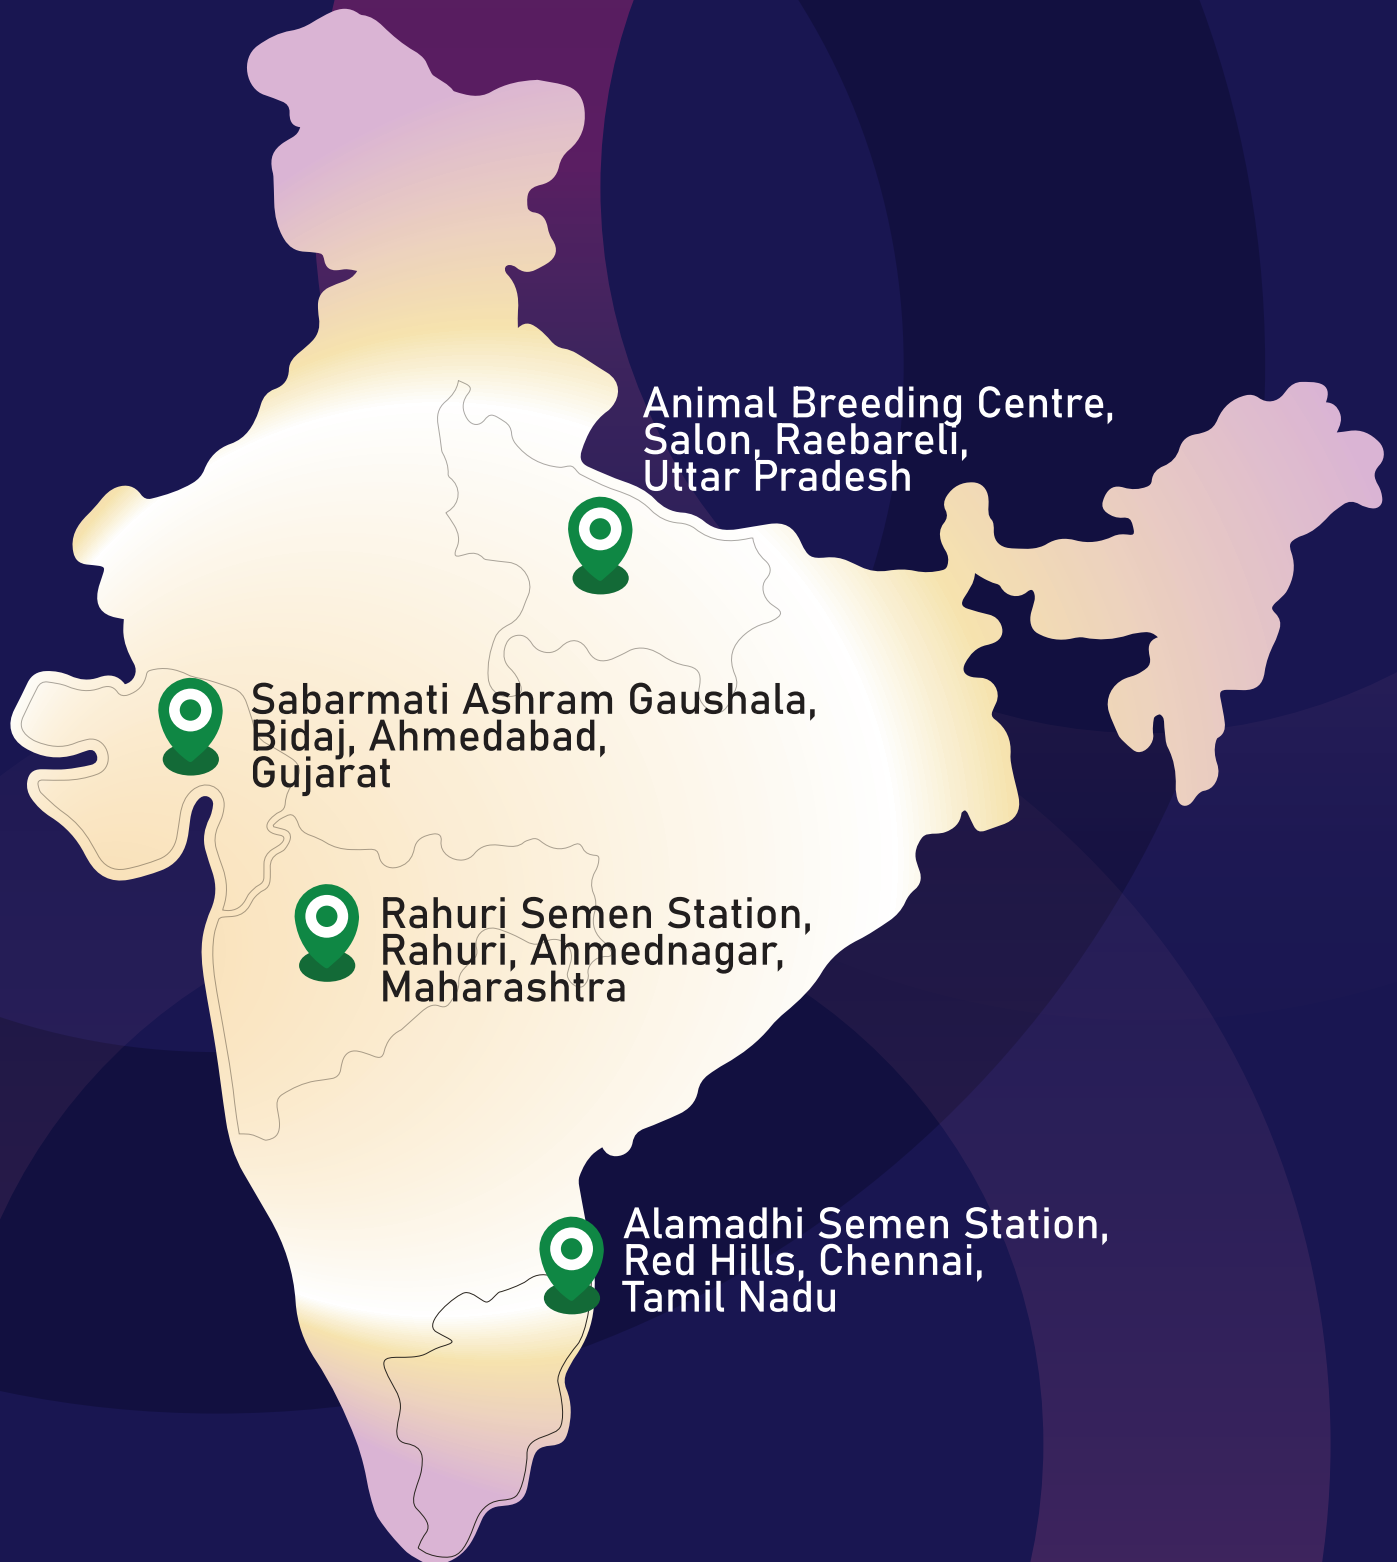 Animal Breeding Centre,
Salon, Raebareli,
Uttar Pradesh
Sabarmati Ashram Gaushala,
Bidaj, Ahmedabad,
Gujarat
Rahuri Semen Station,
Rahuri, Ahmednagar,
Maharashtra
Alamadhi Semen Station,
Red Hills, Chennai,
Tamil Nadu